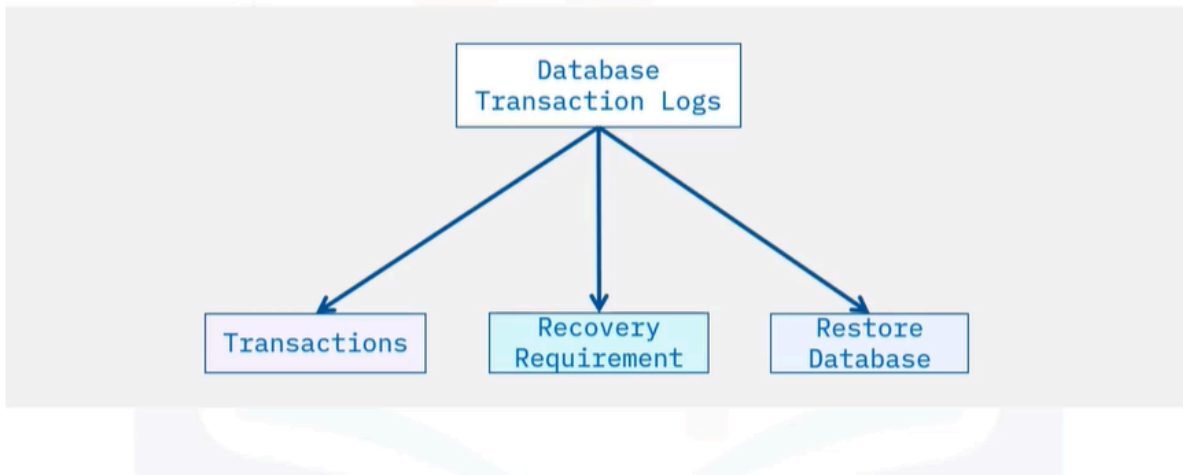 Database
Transaction Logs
Transactions
Recovery
Requirement
Restore
Database